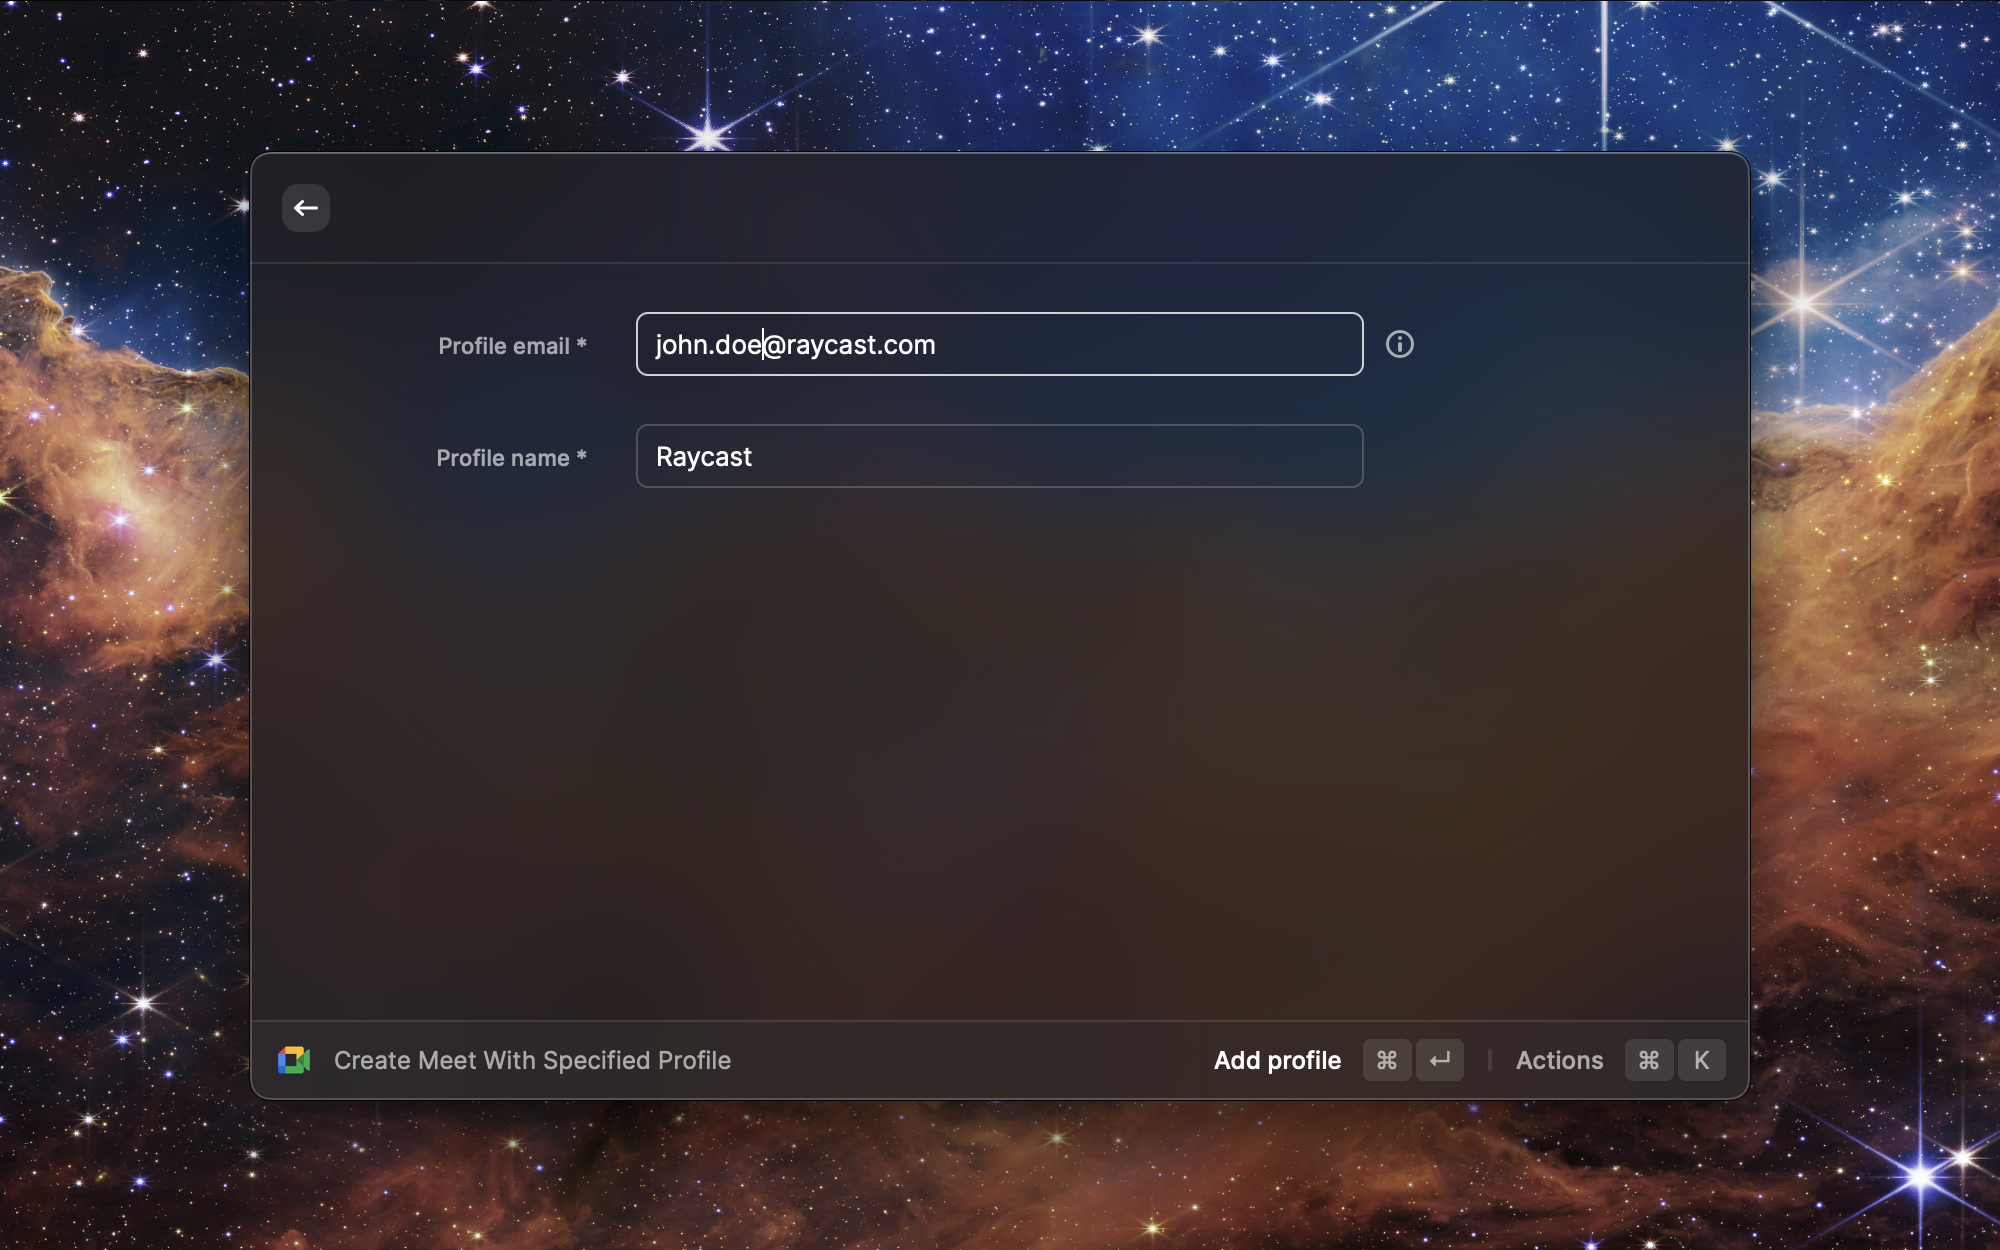 Profile email *
john.doe@raycast.com
Profile name *
Raycast
Create Meet With Specified Profile
Add profile ⌘ ↵ | Actions ⌘ K